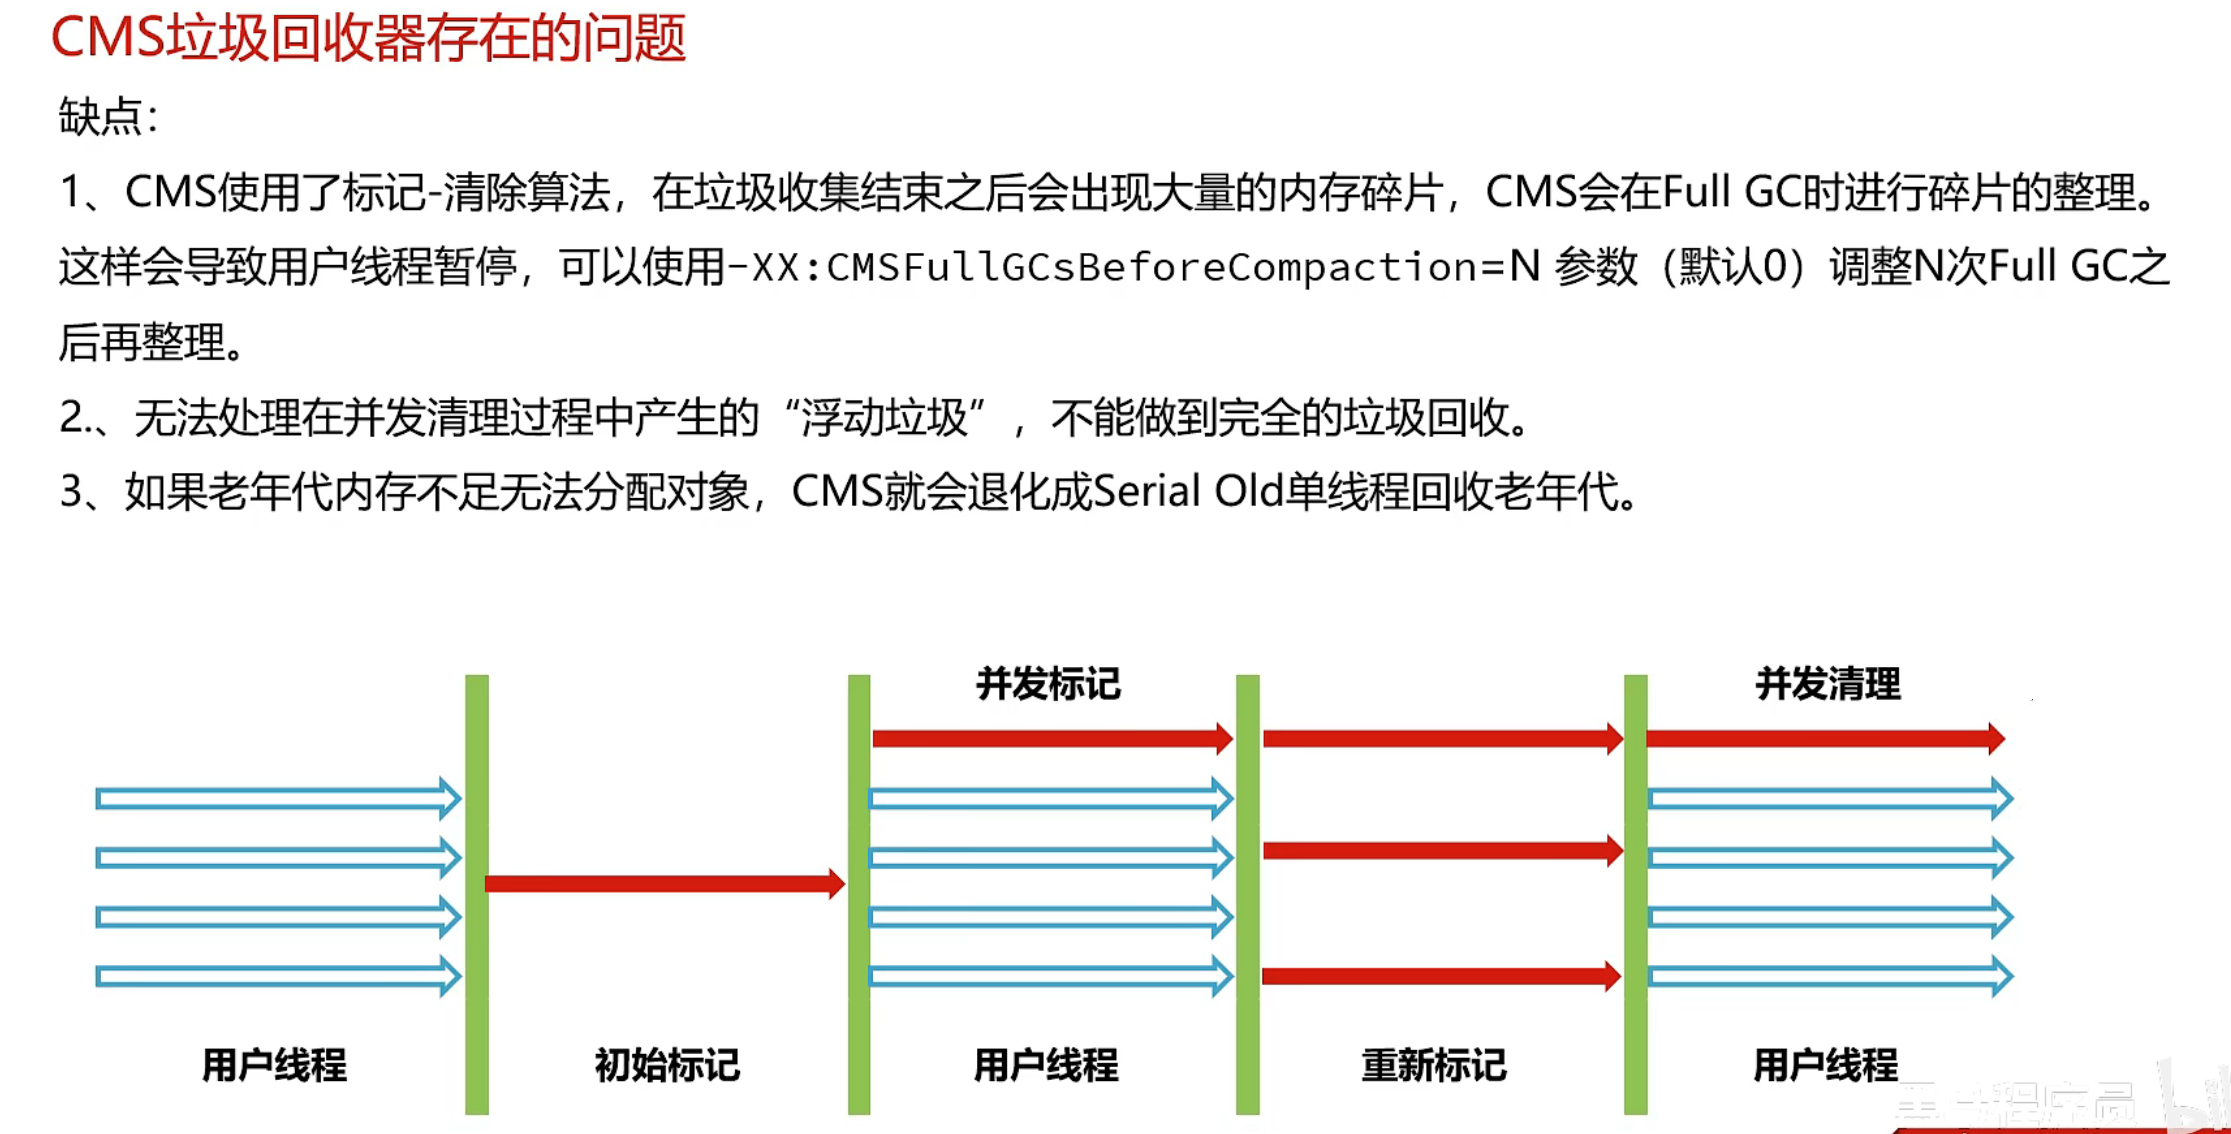 CMS垃圾回收器存在的问题
缺点：
1、CMS使用了标记-清除算法，在垃圾收集结束之后会出现大量的内存碎片，CMS会在Full GC时进行碎片的整理。
这样会导致用户线程暂停，可以使用-XX:CMSFullGCsBeforeCompaction=N 参数（默认0）调整N次Full GC之
后再整理。
2.、无法处理在并发清理过程中产生的“浮动垃圾”，不能做到完全的垃圾回收。
3、如果老年代内存不足无法分配对象，CMS就会退化成Serial Old单线程回收老年代。
并发标记
并发清理
用户线程
初始标记
用户线程
重新标记
用户线程